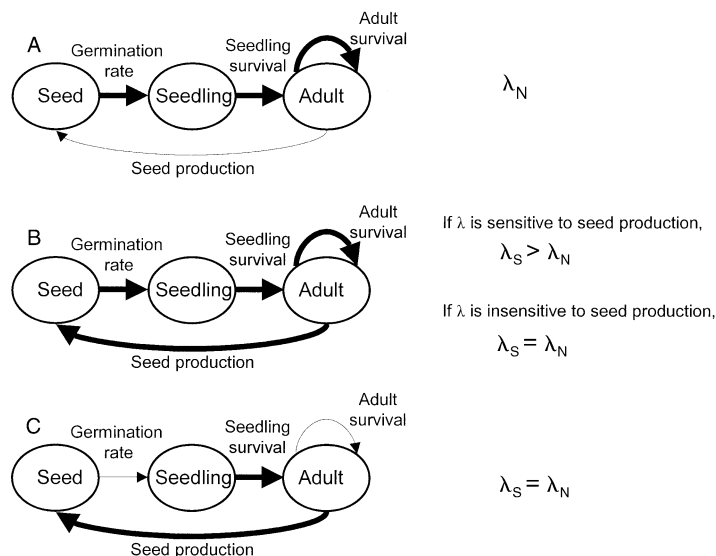 A
Germination
rate
Seedling
survival
Adult
survival
Seed
Seedling
Adult
Seed production
λN
B
Germination
rate
Seedling
survival
Adult
survival
Seed
Seedling
Adult
Seed production
If λ is sensitive to seed production,
λS > λN
If λ is insensitive to seed production,
λS = λN
C
Germination
rate
Seedling
survival
Adult
survival
Seed
Seedling
Adult
Seed production
λS = λN